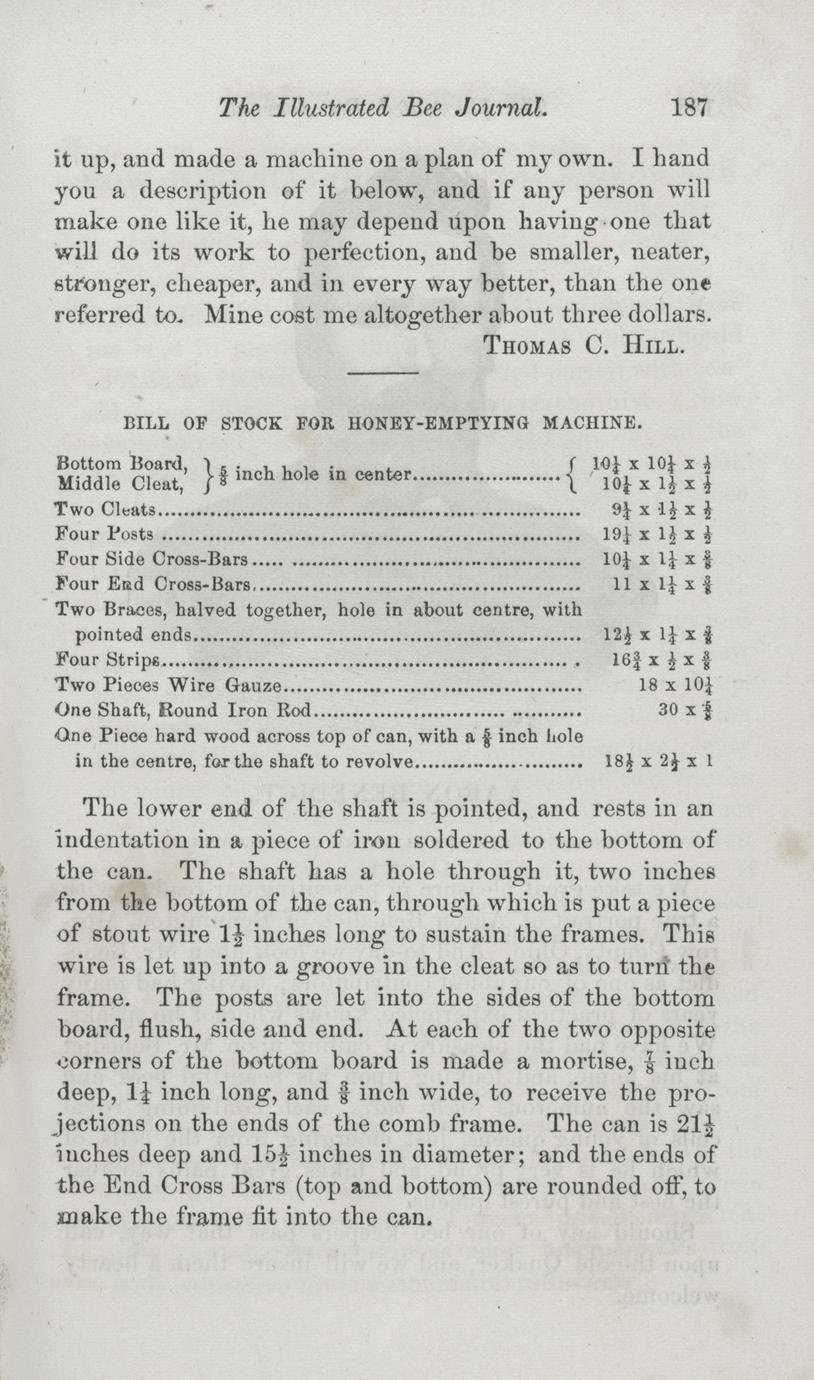 The Illustrated Bee Journal. 187
it up, and made a machine on a plan of my own. I hand
you a description of it below, and if any person will
make one like it, he may depend upon having one that
will do its work to perfection, and be smaller, neater,
stronger, cheaper, and in every way better, than the one
referred to. Mine cost me altogether about three dollars.
THOMAS C. HILL.
BILL OF STOCK FOR HONEY-EMPTYING MACHINE.
Bottom Board, } ⅝ inch hole in center { 10¼ x 10¼ x ½
Middle Cleat, 10¼ x 1½ x ½
Two Cleats 9¼ x 1½ x ½
Four Posts 19¼ x 1½ x ½
Four Side Cross-Bars 10¼ x 1¼ x ⅜
Four End Cross-Bars 11 x 1¼ x ⅜
Two Braces, halved together, hole in about centre, with
pointed ends 12½ x 1¼ x ⅜
Four Strips 16¾ x ½ x ⅜
Two Pieces Wire Gauze 18 x 10¼
One Shaft, Round Iron Rod 30 x ⅝
One Piece hard wood across top of can, with a ⅝ inch hole
in the centre, for the shaft to revolve 18½ x 2½ x 1
The lower end of the shaft is pointed, and rests in an
indentation in a piece of iron soldered to the bottom of
the can. The shaft has a hole through it, two inches
from the bottom of the can, through which is put a piece
of stout wire 1½ inches long to sustain the frames. This
wire is let up into a groove in the cleat so as to turn the
frame. The posts are let into the sides of the bottom
board, flush, side and end. At each of the two opposite
corners of the bottom board is made a mortise, ⅞ inch
deep, 1¼ inch long, and ⅜ inch wide, to receive the pro-
jections on the ends of the comb frame. The can is 21½
inches deep and 15½ inches in diameter; and the ends of
the End Cross Bars (top and bottom) are rounded off, to
make the frame fit into the can.